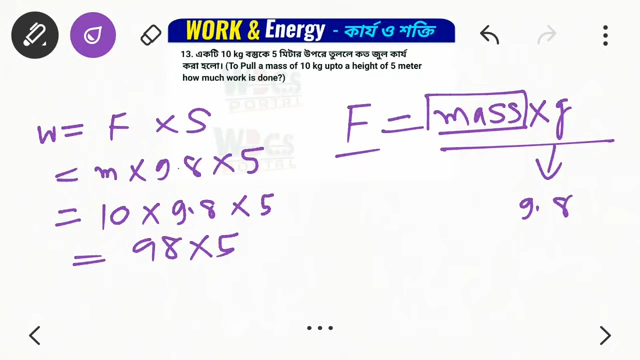 WORK & Energy - কার্য ও শক্তি
13. একটি 10 kg বস্তুকে 5 মিটার উপরে তুললে কত জুল কার্য
করা হলো। (To Pull a mass of 10 kg upto a height of 5 meter
how much work is done?)
WBCS
PORTAL
W = F × S
= m × 9.8 × 5
= 10 × 9.8 × 5
= 98 × 5
F = mass × g
9.8